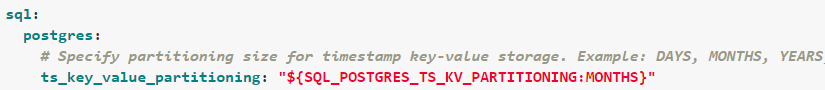 sql:
postgres:
# Specify partitioning size for timestamp key-value storage. Example: DAYS, MONTHS, YEARS,
ts_key_value_partitioning: "${SQL_POSTGRES_TS_KV_PARTITIONING:MONTHS}"